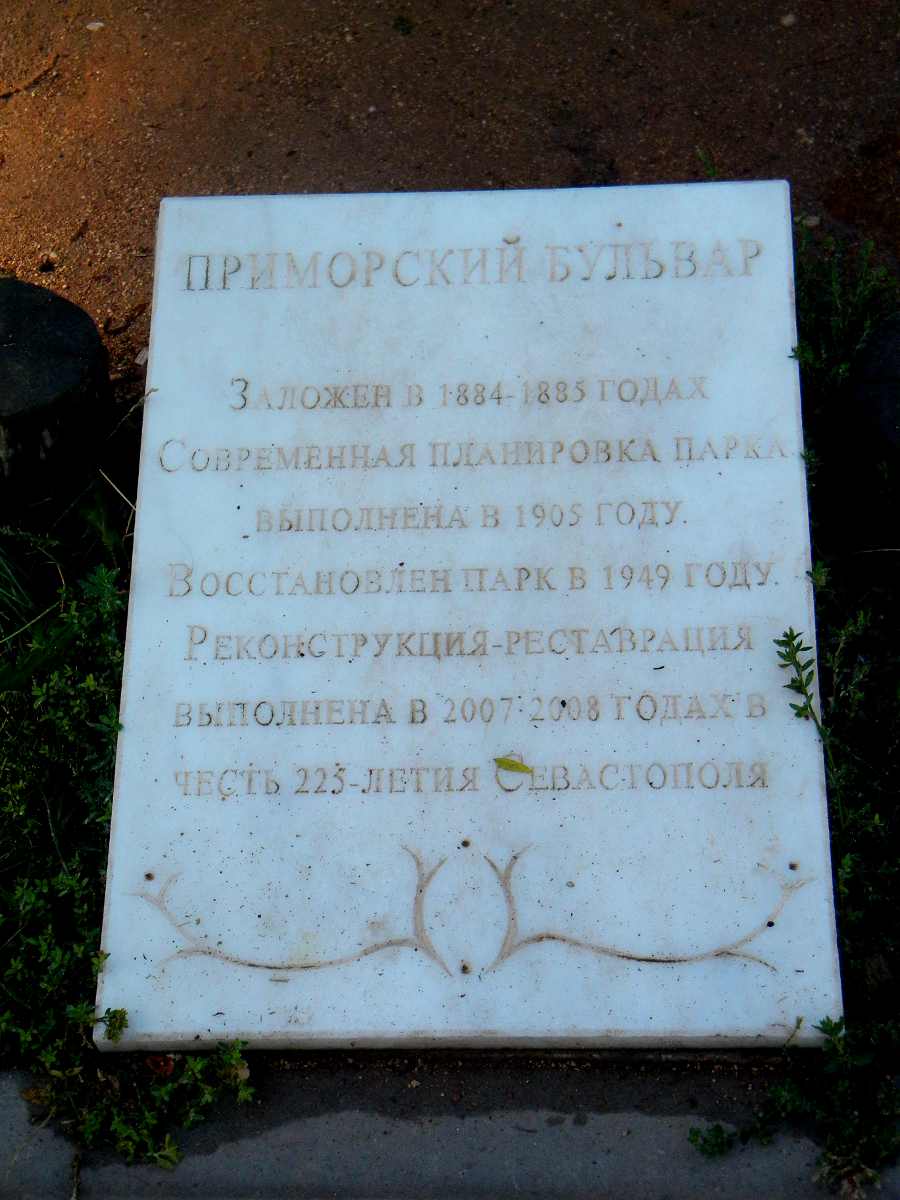 ПРИМОРСКИЙ БУЛЬВАР
ЗАЛОЖЕН В 1884-1885 ГОДАХ
СОВРЕМЕННАЯ ПЛАНИРОВКА ПАРКА
ВЫПОЛНЕНА В 1905 ГОДУ.
ВОССТАНОВЛЕН ПАРК В 1949 ГОДУ.
РЕКОНСТРУКЦИЯ-РЕСТАВРАЦИЯ
ВЫПОЛНЕНА В 2007-2008 ГОДАХ В
ЧЕСТЬ 225-ЛЕТИЯ СЕВАСТОПОЛЯ